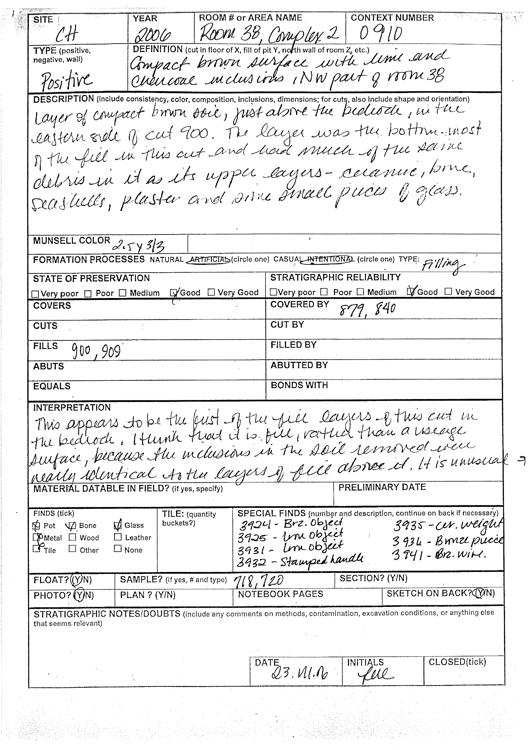 SITE CH YEAR 2006 ROOM # or AREA NAME Room 38, Complex 2 CONTEXT NUMBER 0910
TYPE (positive, negative, wall) Positive DEFINITION (cut in floor of X, fill of pit Y, north wall of room Z, etc.)
Compact brown surface with lime and
charcoal inclusions, NW part of room 38
DESCRIPTION (include consistency, color, composition, inclusions, dimensions; for cuts, also include shape and orientation)
Layer of compact brown soil, just above the bedrock, in the
eastern side of cut 900. The layer was the bottom-most
of the fill in this cut and had much of the same
debris in it as its upper layers - ceramic, bone,
seashells, plaster and some small pieces of glass.
MUNSELL COLOR 2.5y 3/3
FORMATION PROCESSES NATURAL ARTIFICIAL (circle one) CASUAL INTENTIONAL (circle one) TYPE: Filling
STATE OF PRESERVATION STRATIGRAPHIC RELIABILITY
Very poor Poor Medium Good Very Good Very poor Poor Medium Good Very Good
COVERS COVERED BY 879, 840
CUTS CUT BY
FILLS 900, 909 FILLED BY
ABUTS ABUTTED BY
EQUALS BONDS WITH
INTERPRETATION
This appears to be the first of the fill layers of this cut in
the bedrock. I think that it is fill, rather than a useage
surface, because the inclusions in the soil removed were
nearly identical to the layers of fill above it. It is unusual →
MATERIAL DATABLE IN FIELD? (if yes, specify) PRELIMINARY DATE
FINDS (tick) TILE: (quantity buckets?) SPECIAL FINDS (number and description, continue on back if necessary)
Pot Bone Glass 3924 - Brz. Object 3935 - cer. weight
Metal Wood Leather 3925 - Iron Object 3936 - Bronze piece
Tile Other None 3931 - Iron Object 3941 - Brz. wire.
3932 - Stamped handle
FLOAT? (Y/N) SAMPLE? (if yes, # and type) 718, 720 SECTION? (Y/N)
PHOTO? (Y/N) PLAN ? (Y/N) NOTEBOOK PAGES SKETCH ON BACK? (Y/N)
STRATIGRAPHIC NOTES/DOUBTS (include any comments on methods, contamination, excavation conditions, or anything else
that seems relevant)
DATE 23.VII.06 INITIALS CLOSED(tick)